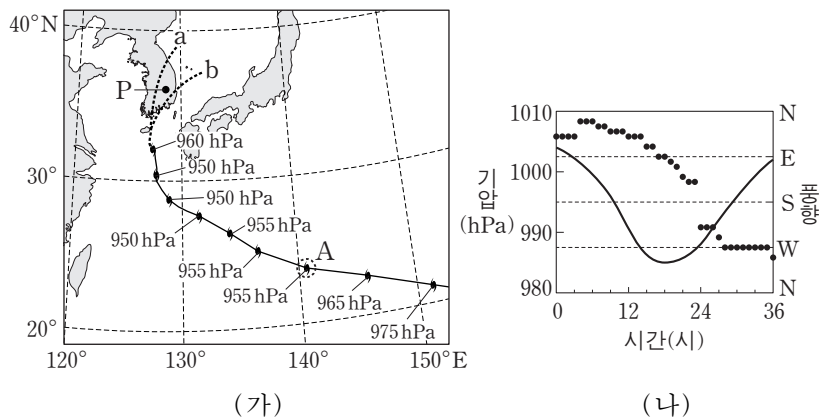 40°N
30°
20°
120°
130°
140°
150°E
a
b
P
A
960 hPa
950 hPa
950 hPa
950 hPa
955 hPa
955 hPa
955 hPa
965 hPa
975 hPa
(가)
기압
(hPa)
1010
1000
990
980
N
E
S
W
N
풍향
0
12
24
36
시간(시)
(나)